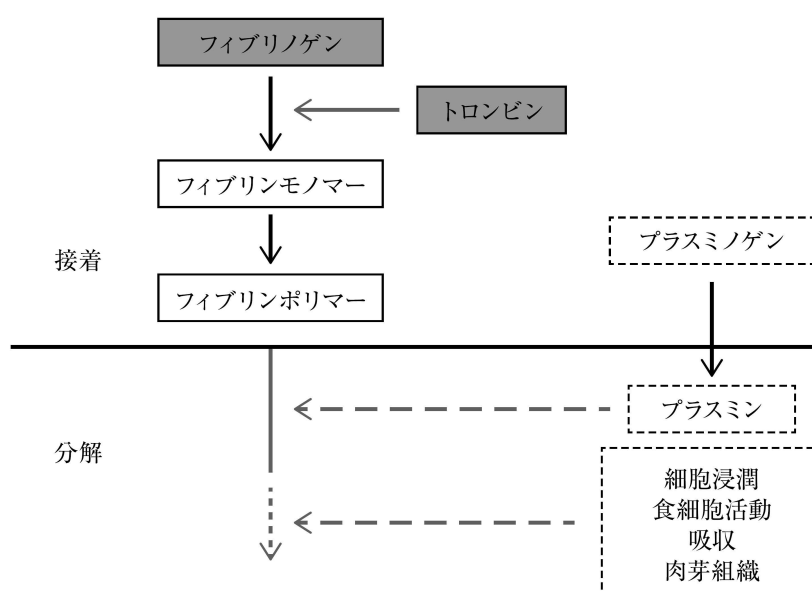 フィブリノゲン
トロンビン
フィブリンモノマー
プラスミノゲン
接着
フィブリンポリマー
プラスミン
分解
細胞浸潤
食細胞活動
吸収
肉芽組織